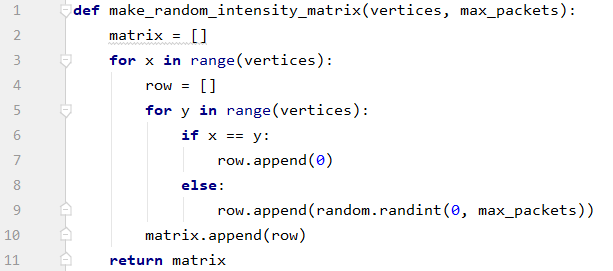 1 def make_random_intensity_matrix(vertices, max_packets):
2     matrix = []
3     for x in range(vertices):
4         row = []
5         for y in range(vertices):
6             if x == y:
7                 row.append(0)
8             else:
9                 row.append(random.randint(0, max_packets))
10         matrix.append(row)
11     return matrix